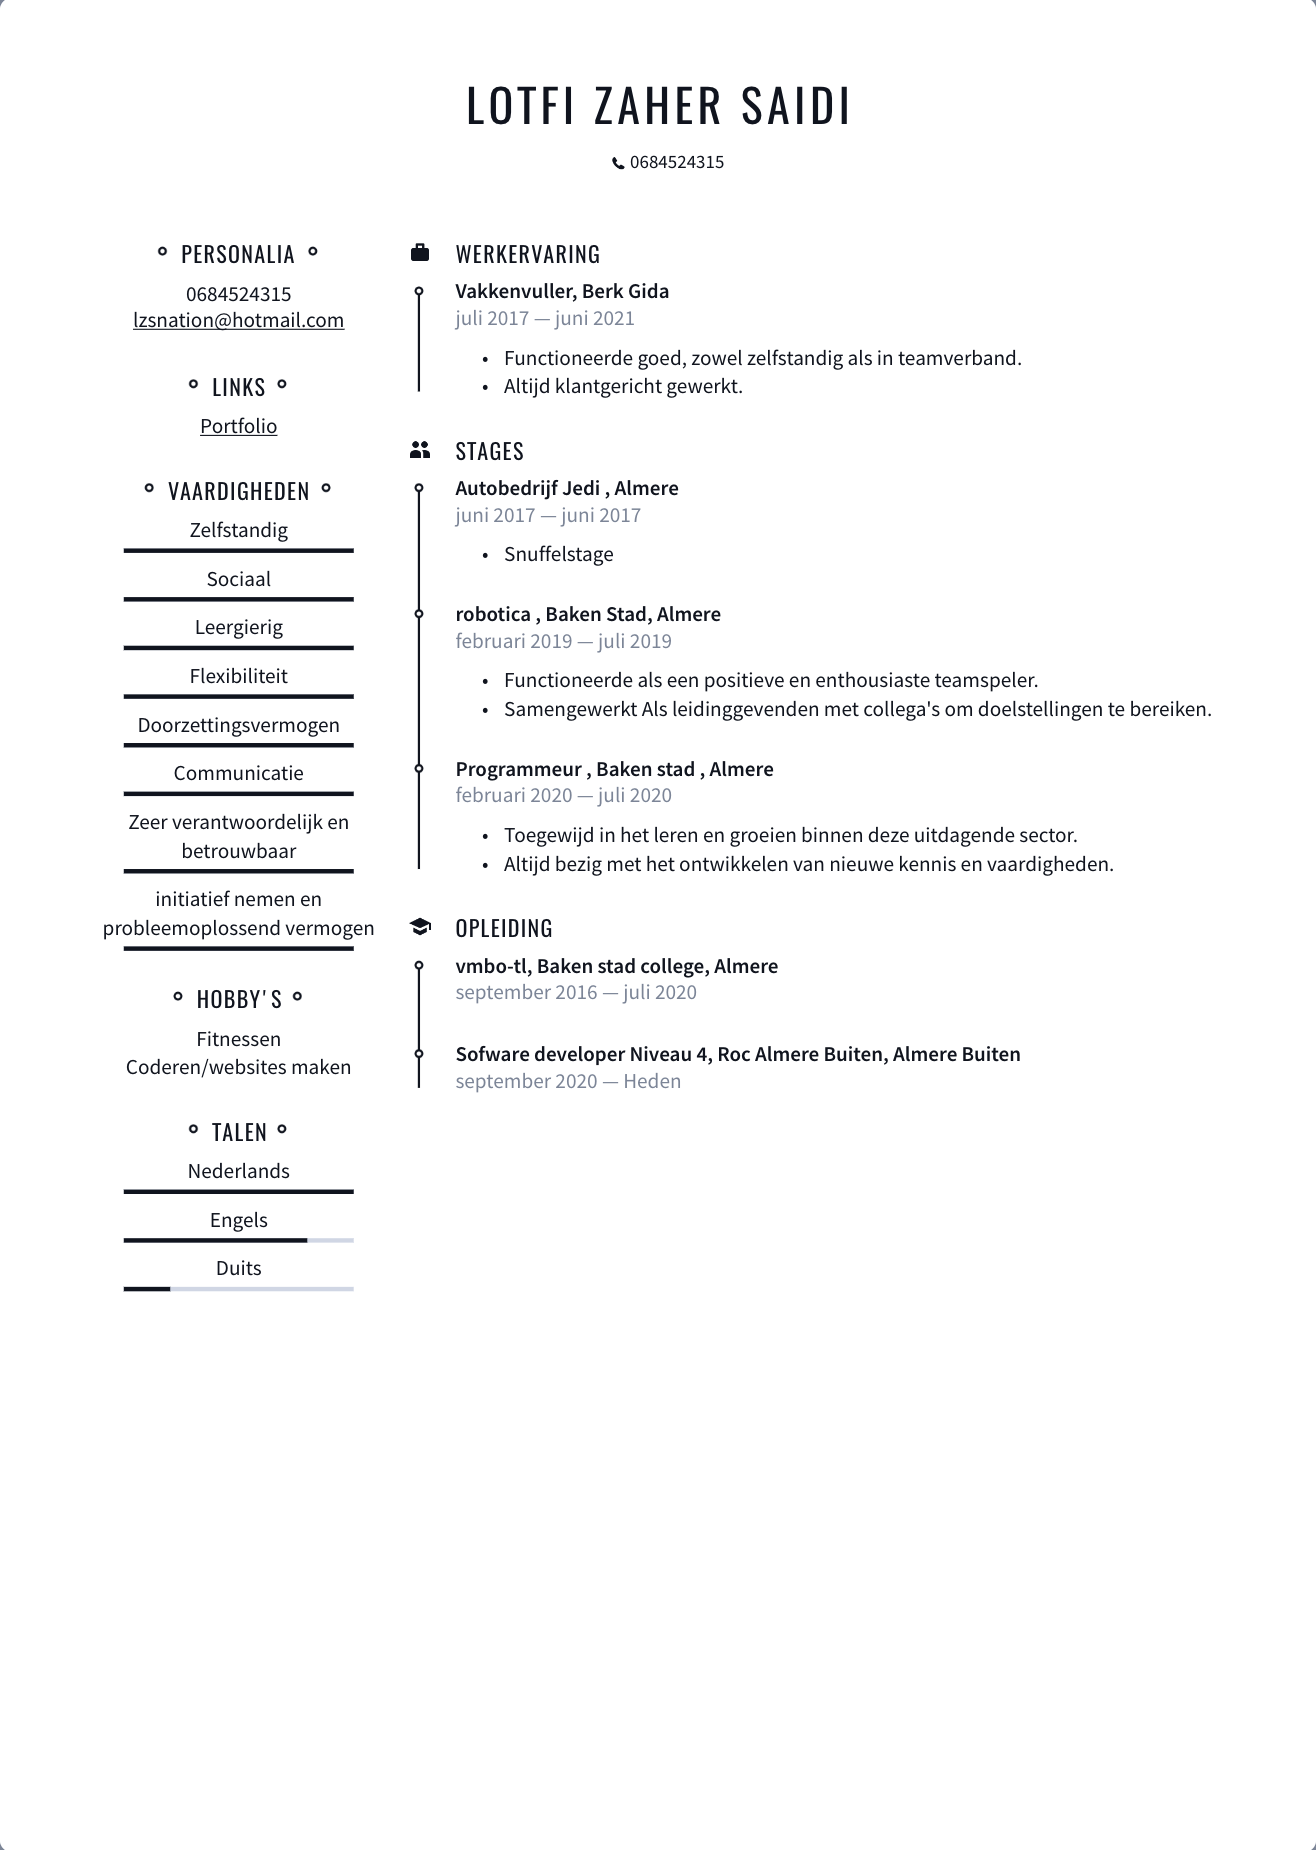 LOTFI ZAHER SAIDI
0684524315
PERSONALIA
0684524315
lzsnation@hotmail.com
LINKS
Portfolio
VAARDIGHEDEN
Zelfstandig
Sociaal
Leergierig
Flexibiliteit
Doorzettingsvermogen
Communicatie
Zeer verantwoordelijk en
betrouwbaar
initiatief nemen en
probleemoplossend vermogen
HOBBY'S
Fitnessen
Coderen/websites maken
TALEN
Nederlands
Engels
Duits
WERKERVARING
Vakkenvuller, Berk Gida
juli 2017 — juni 2021
• Functioneerde goed, zowel zelfstandig als in teamverband.
• Altijd klantgericht gewerkt.
STAGES
Autobedrijf Jedi , Almere
juni 2017 — juni 2017
• Snuffelstage
robotica , Baken Stad, Almere
februari 2019 — juli 2019
• Functioneerde als een positieve en enthousiaste teamspeler.
• Samengewerkt Als leidinggevenden met collega's om doelstellingen te bereiken.
Programmeur , Baken stad , Almere
februari 2020 — juli 2020
• Toegewijd in het leren en groeien binnen deze uitdagende sector.
• Altijd bezig met het ontwikkelen van nieuwe kennis en vaardigheden.
OPLEIDING
vmbo-tl, Baken stad college, Almere
september 2016 — juli 2020
Sofware developer Niveau 4, Roc Almere Buiten, Almere Buiten
september 2020 — Heden